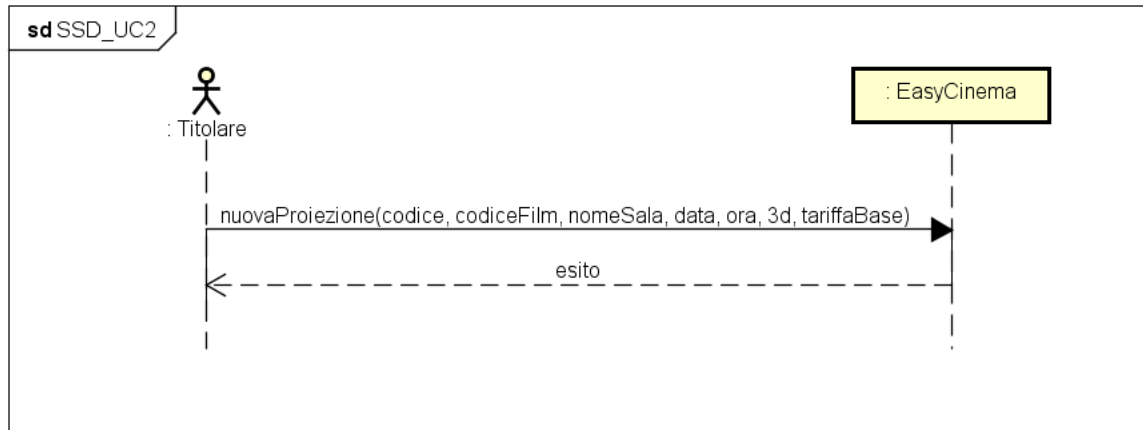 sd SSD_UC2
: Titolare
: EasyCinema
nuovaProiezione(codice, codiceFilm, nomeSala, data, ora, 3d, tariffaBase)
esito